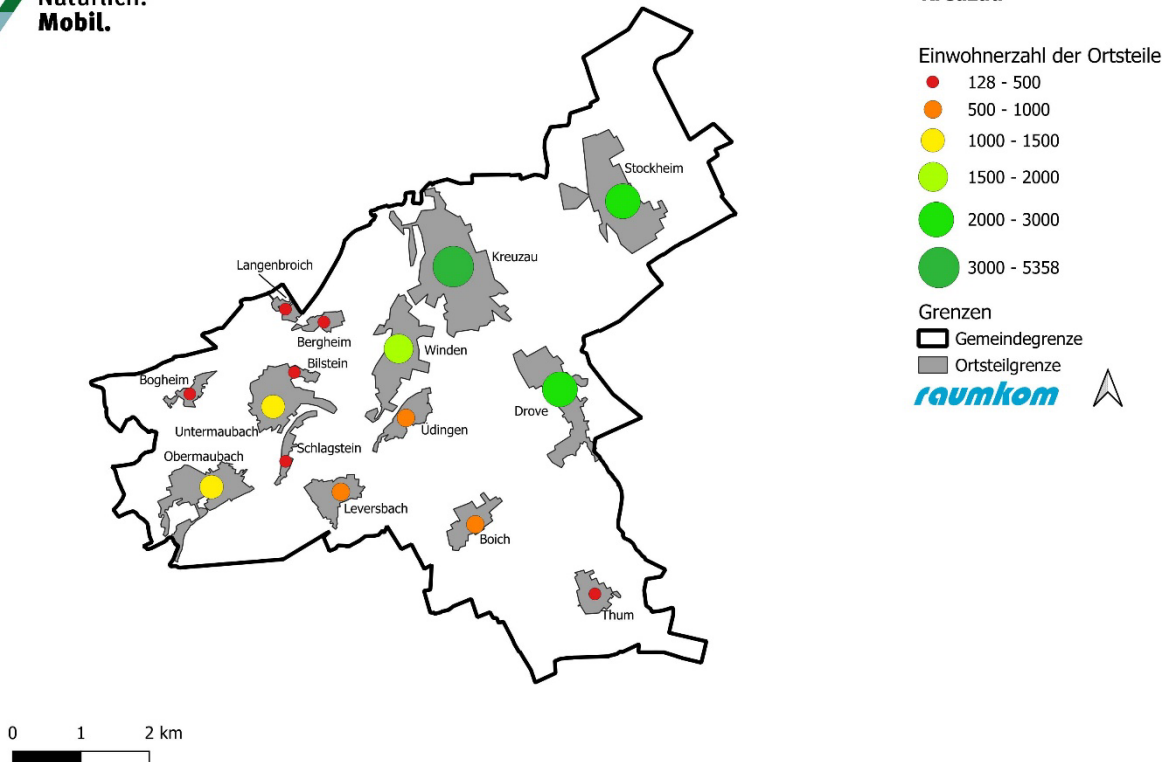 Natürlich.
Mobil.
Kreuzau
Einwohnerzahl der Ortsteile
128 - 500
500 - 1000
1000 - 1500
1500 - 2000
2000 - 3000
3000 - 5358
Grenzen
Gemeindegrenze
Ortsteilgrenze
raumkom
Stockheim
Kreuzau
Langenbroich
Bergheim
Winden
Bilstein
Bogheim
Drove
Untermaubach
Üdingen
Schlagstein
Obermaubach
Leversbach
Boich
Thum
0 1 2 km